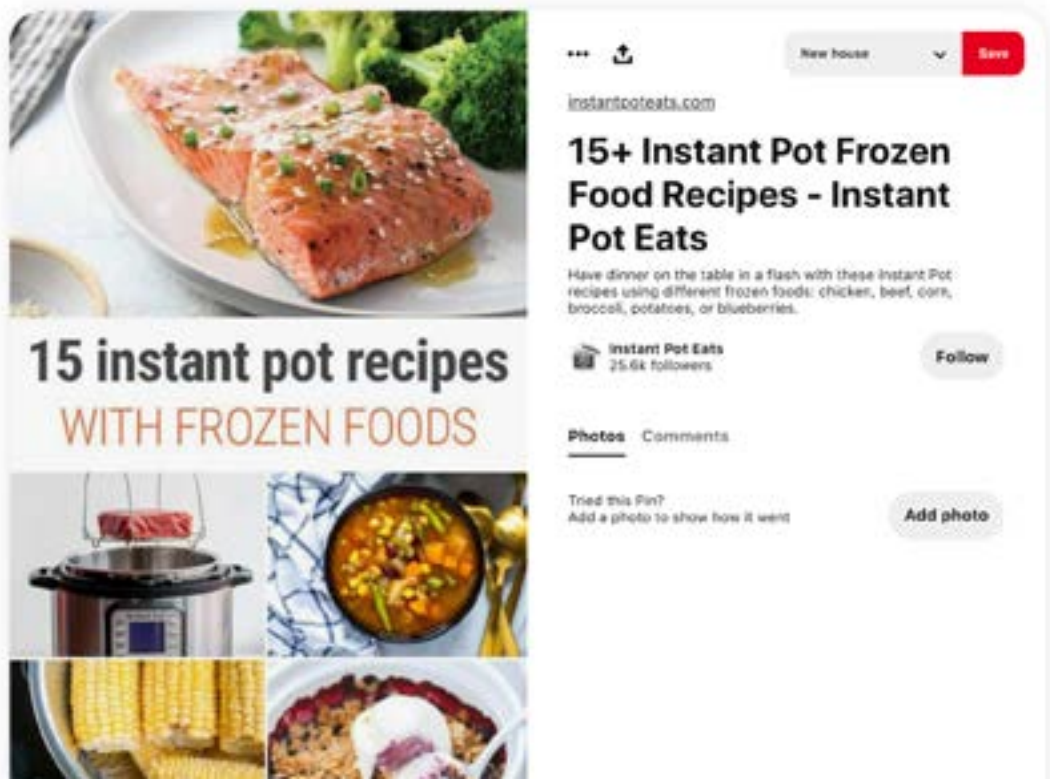 15 instant pot recipes
WITH FROZEN FOODS
New house
Save
instantpoteats.com
15+ Instant Pot Frozen
Food Recipes - Instant
Pot Eats
Have dinner on the table in a flash with these Instant Pot
recipes using different frozen foods: chicken, beef, corn,
broccoli, potatoes, or blueberries.
Instant Pot Eats
25.6k followers
Follow
Photos Comments
Tried this Pin?
Add a photo to show how it went
Add photo